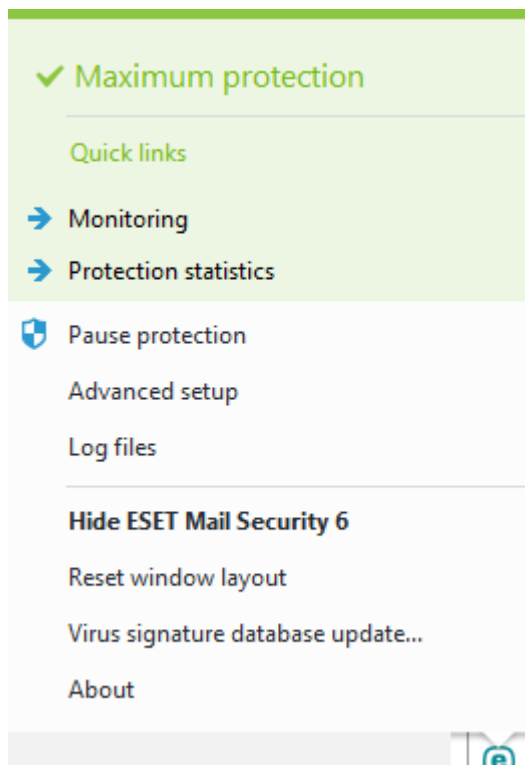 Maximum protection
Quick links
Monitoring
Protection statistics
Pause protection
Advanced setup
Log files
Hide ESET Mail Security 6
Reset window layout
Virus signature database update...
About
e